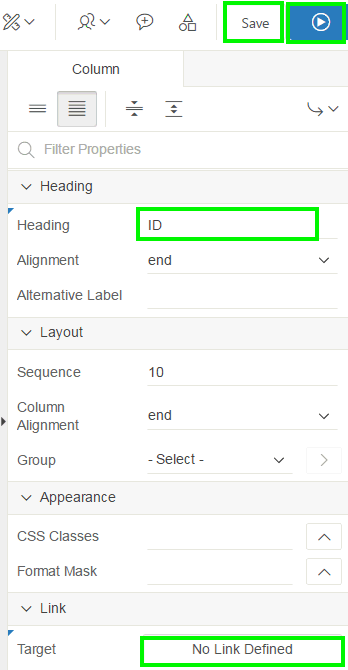 Save
Column
Filter Properties
Heading
Heading ID
Alignment end
Alternative Label
Layout
Sequence 10
Column
Alignment end
Group - Select -
Appearance
CSS Classes
Format Mask
Link
Target No Link Defined